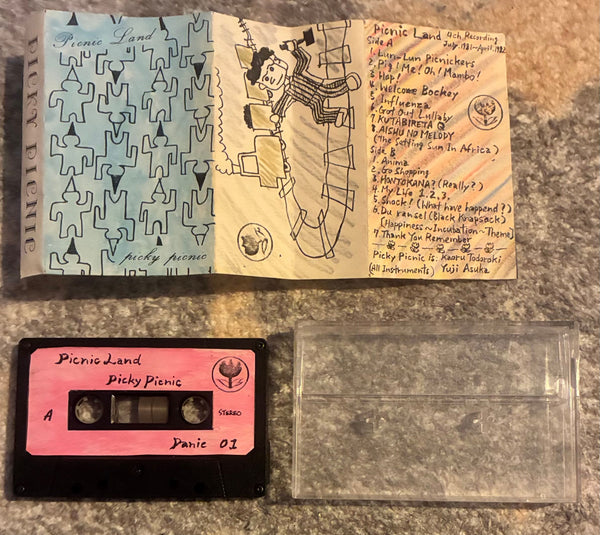 PICKY PICNIC
Picnic Land
picky picnic
Picnic Land 4ch Recording
July.1981~April.1982
Side A
1. Lun-Lun Picnickers
2. Pig! Me! Oh! Mambo!
3. Hop!
4. Welcome Bockey
5. Influenza
6. Got Out Lullaby
7. KUTABIRETA Q
8. AISHU NO MELODY
(The Setting Sun In Africa)
Side B
1. Anima
2. Go Shopping
3. HONTOKANA? (Really?)
4. My Life 1.2.3.
5. Shock! (What have happend?)
6. Du ransel (Black Knapsack)
(Happiness~Incubation~Theme)
7. Thank You Remember
Picky Picnic is: Kaoru Todoroki
(All Instruments) Yuji Asuka
Picnic Land
Picky Picnic
A
STEREO
Danic 01